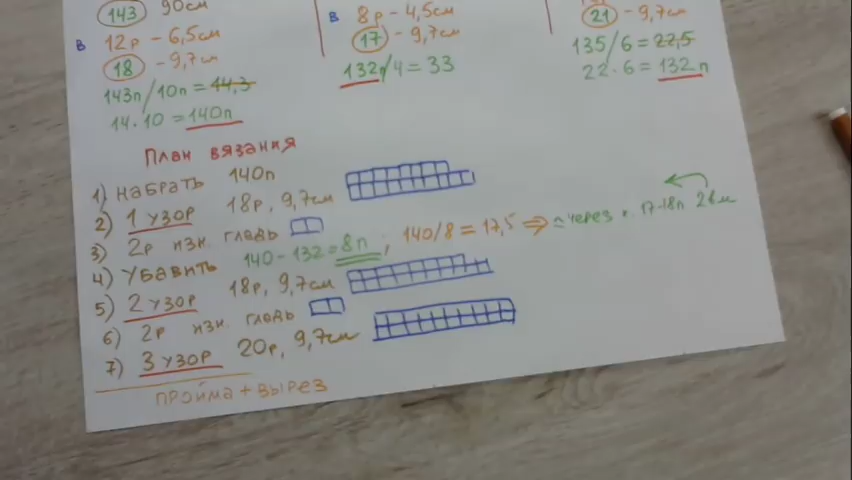 143 90см
в 12р - 6,5см
18 - 9,7см
143п/10п = 14,3
14·10 = 140п
в 8р - 4,5см
17 - 9,7см
132п/4 = 33
21 - 9,7см
135/6 = 22,5
22·6 = 132п
План вязания
1) набрать 140п
2) 1 узор 18р, 9,7см
3) 2р изн. гладь
4) убавить 140-132=8п; 140/8 = 17,5 ⇒ ≈ через 17-18п 2вм
5) 2 узор 18р, 9,7см
6) 2р изн. гладь
7) 3 узор 20р, 9,7см
пройма + вырез